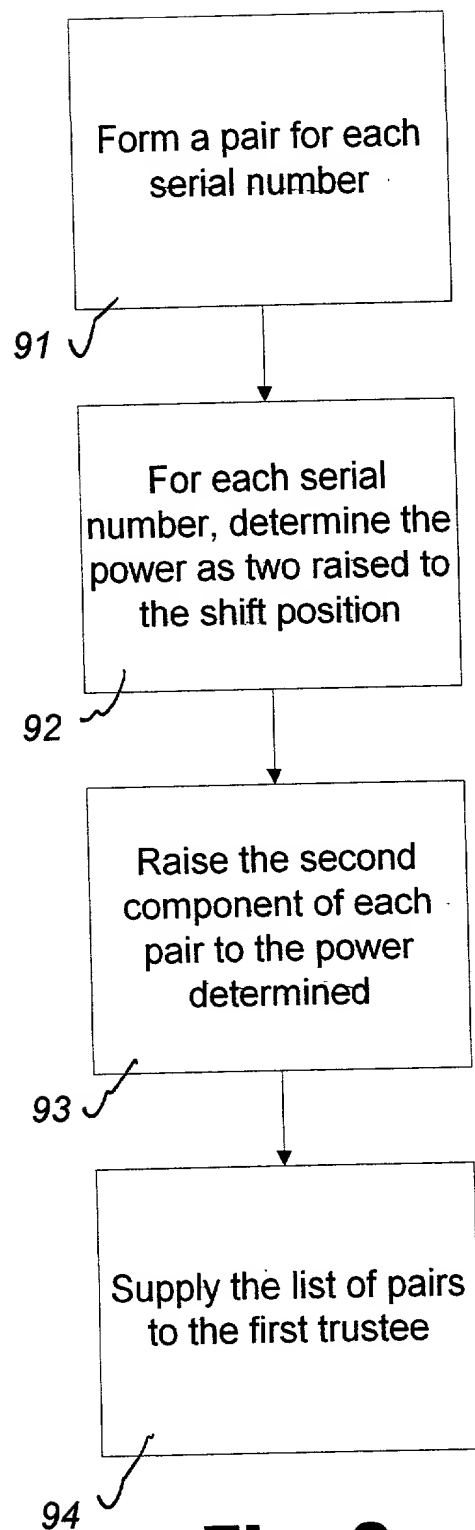 Form a pair for each
serial number
91
For each serial
number, determine the
power as two raised to
the shift position
92
Raise the second
component of each
pair to the power
determined
93
Supply the list of pairs
to the first trustee
94